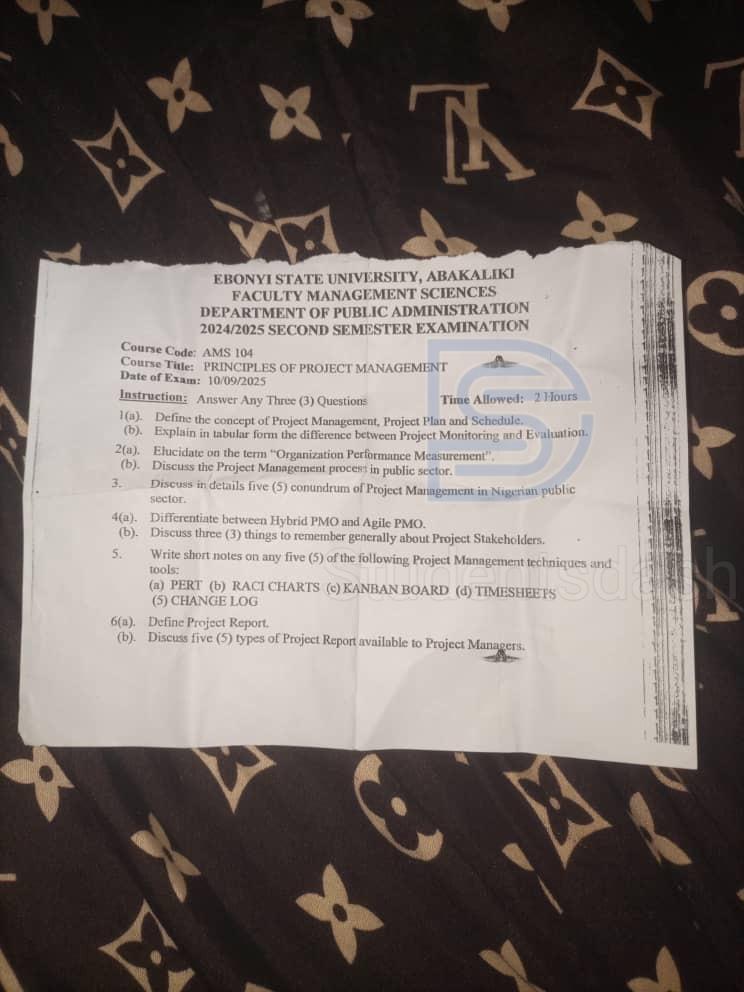 EBONYI STATE UNIVERSITY, ABAKALIKI
FACULTY MANAGEMENT SCIENCES
DEPARTMENT OF PUBLIC ADMINISTRATION
2024/2025 SECOND SEMESTER EXAMINATION
Course Code: AMS 104
Course Title: PRINCIPLES OF PROJECT MANAGEMENT
Date of Exam: 10/09/2025
Instruction: Answer Any Three (3) Questions Time Allowed: 2 Hours
1(a). Define the concept of Project Management, Project Plan and Schedule.
(b). Explain in tabular form the difference between Project Monitoring and Evaluation.
2(a). Elucidate on the term “Organization Performance Measurement”.
(b). Discuss the Project Management process in public sector.
3. Discuss in details five (5) conundrum of Project Management in Nigerian public
sector.
4(a). Differentiate between Hybrid PMO and Agile PMO.
(b). Discuss three (3) things to remember generally about Project Stakeholders.
5. Write short notes on any five (5) of the following Project Management techniques and
tools:
(a) PERT (b) RACI CHARTS (c) KANBAN BOARD (d) TIMESHEETS
(5) CHANGE LOG
6(a). Define Project Report.
(b). Discuss five (5) types of Project Report available to Project Managers.
Studentsdash